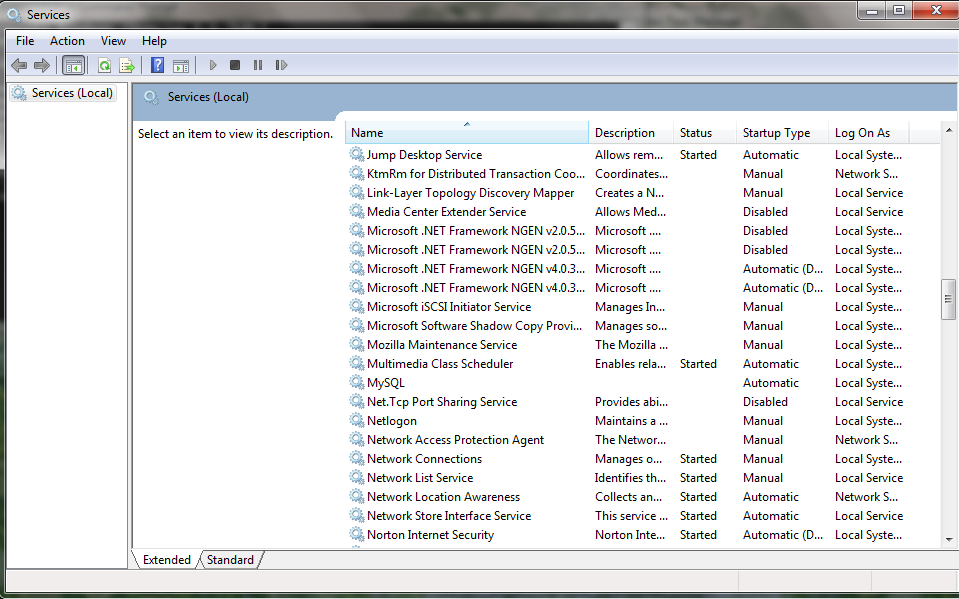 Services
File Action View Help
Services (Local)
Services (Local)
Select an item to view its description.
Name Description Status Startup Type Log On As
Jump Desktop Service Allows rem... Started Automatic Local Syste...
KtmRm for Distributed Transaction Coo... Coordinates... Manual Network S...
Link-Layer Topology Discovery Mapper Creates a N... Manual Local Service
Media Center Extender Service Allows Med... Disabled Local Service
Microsoft .NET Framework NGEN v2.0.5... Microsoft .... Disabled Local Syste...
Microsoft .NET Framework NGEN v2.0.5... Microsoft .... Disabled Local Syste...
Microsoft .NET Framework NGEN v4.0.3... Microsoft .... Automatic (D... Local Syste...
Microsoft .NET Framework NGEN v4.0.3... Microsoft .... Automatic (D... Local Syste...
Microsoft iSCSI Initiator Service Manages In... Manual Local Syste...
Microsoft Software Shadow Copy Provi... Manages so... Manual Local Syste...
Mozilla Maintenance Service The Mozilla ... Manual Local Syste...
Multimedia Class Scheduler Enables rela... Started Automatic Local Syste...
MySQL Automatic Local Syste...
Net.Tcp Port Sharing Service Provides abi... Disabled Local Service
Netlogon Maintains a ... Manual Local Syste...
Network Access Protection Agent The Networ... Manual Network S...
Network Connections Manages o... Started Manual Local Syste...
Network List Service Identifies th... Started Manual Local Service
Network Location Awareness Collects an... Started Automatic Network S...
Network Store Interface Service This service ... Started Automatic Local Service
Norton Internet Security Norton Inte... Started Automatic (D... Local Syste...
Extended Standard